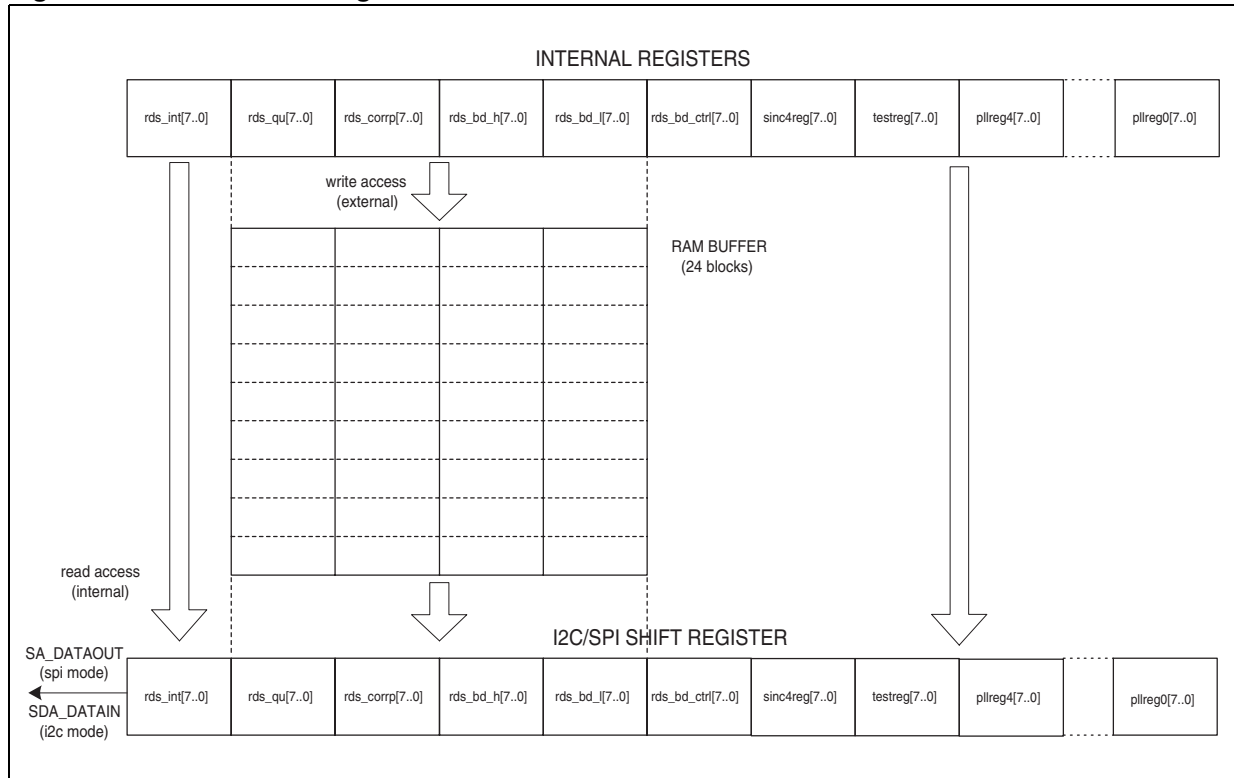 INTERNAL REGISTERS
rds_int[7..0] rds_qu[7..0] rds_corrp[7..0] rds_bd_h[7..0] rds_bd_l[7..0] rds_bd_ctrl[7..0] sinc4reg[7..0] testreg[7..0] pllreg4[7..0] pllreg0[7..0]
write access
(external)
RAM BUFFER
(24 blocks)
read access
(internal)
I2C/SPI SHIFT REGISTER
SA_DATAOUT
(spi mode)
SDA_DATAIN
(i2c mode)
rds_int[7..0] rds_qu[7..0] rds_corrp[7..0] rds_bd_h[7..0] rds_bd_l[7..0] rds_bd_ctrl[7..0] sinc4reg[7..0] testreg[7..0] pllreg4[7..0] pllreg0[7..0]